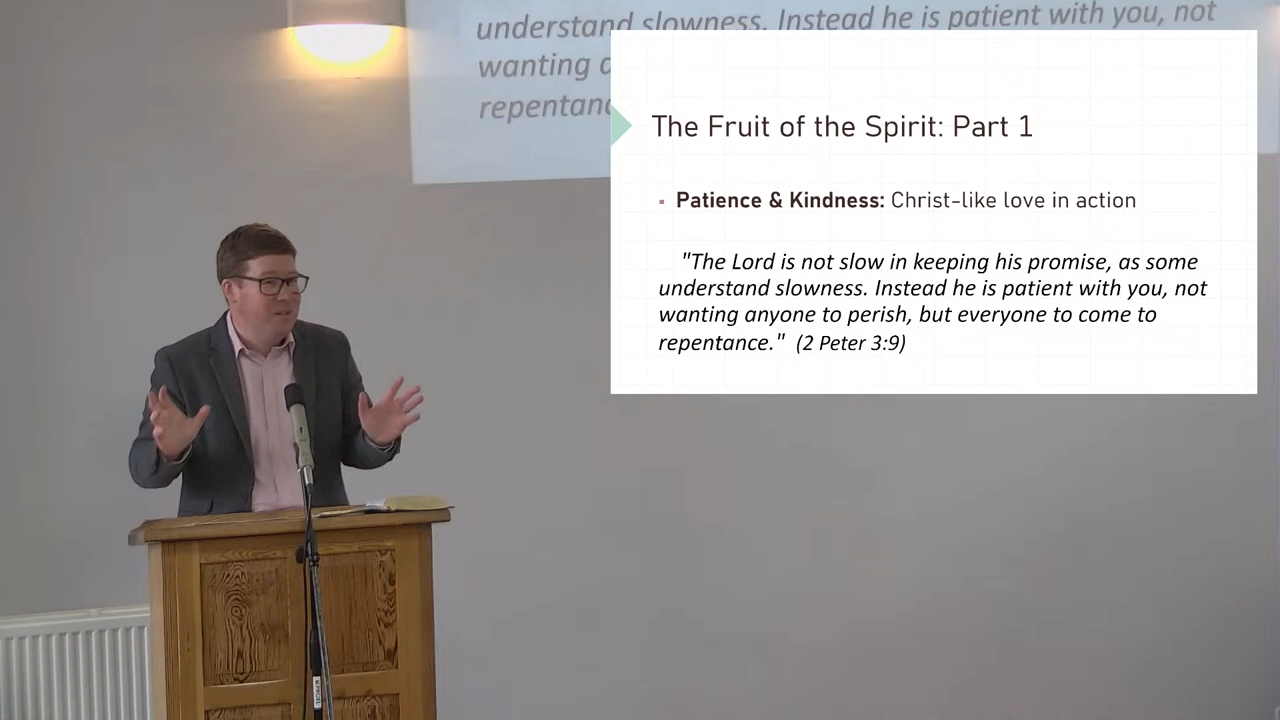 understand slowness. Instead he is patient with you, not
wanting
repentanc
The Fruit of the Spirit: Part 1
▪ Patience & Kindness: Christ-like love in action
"The Lord is not slow in keeping his promise, as some
understand slowness. Instead he is patient with you, not
wanting anyone to perish, but everyone to come to
repentance." (2 Peter 3:9)